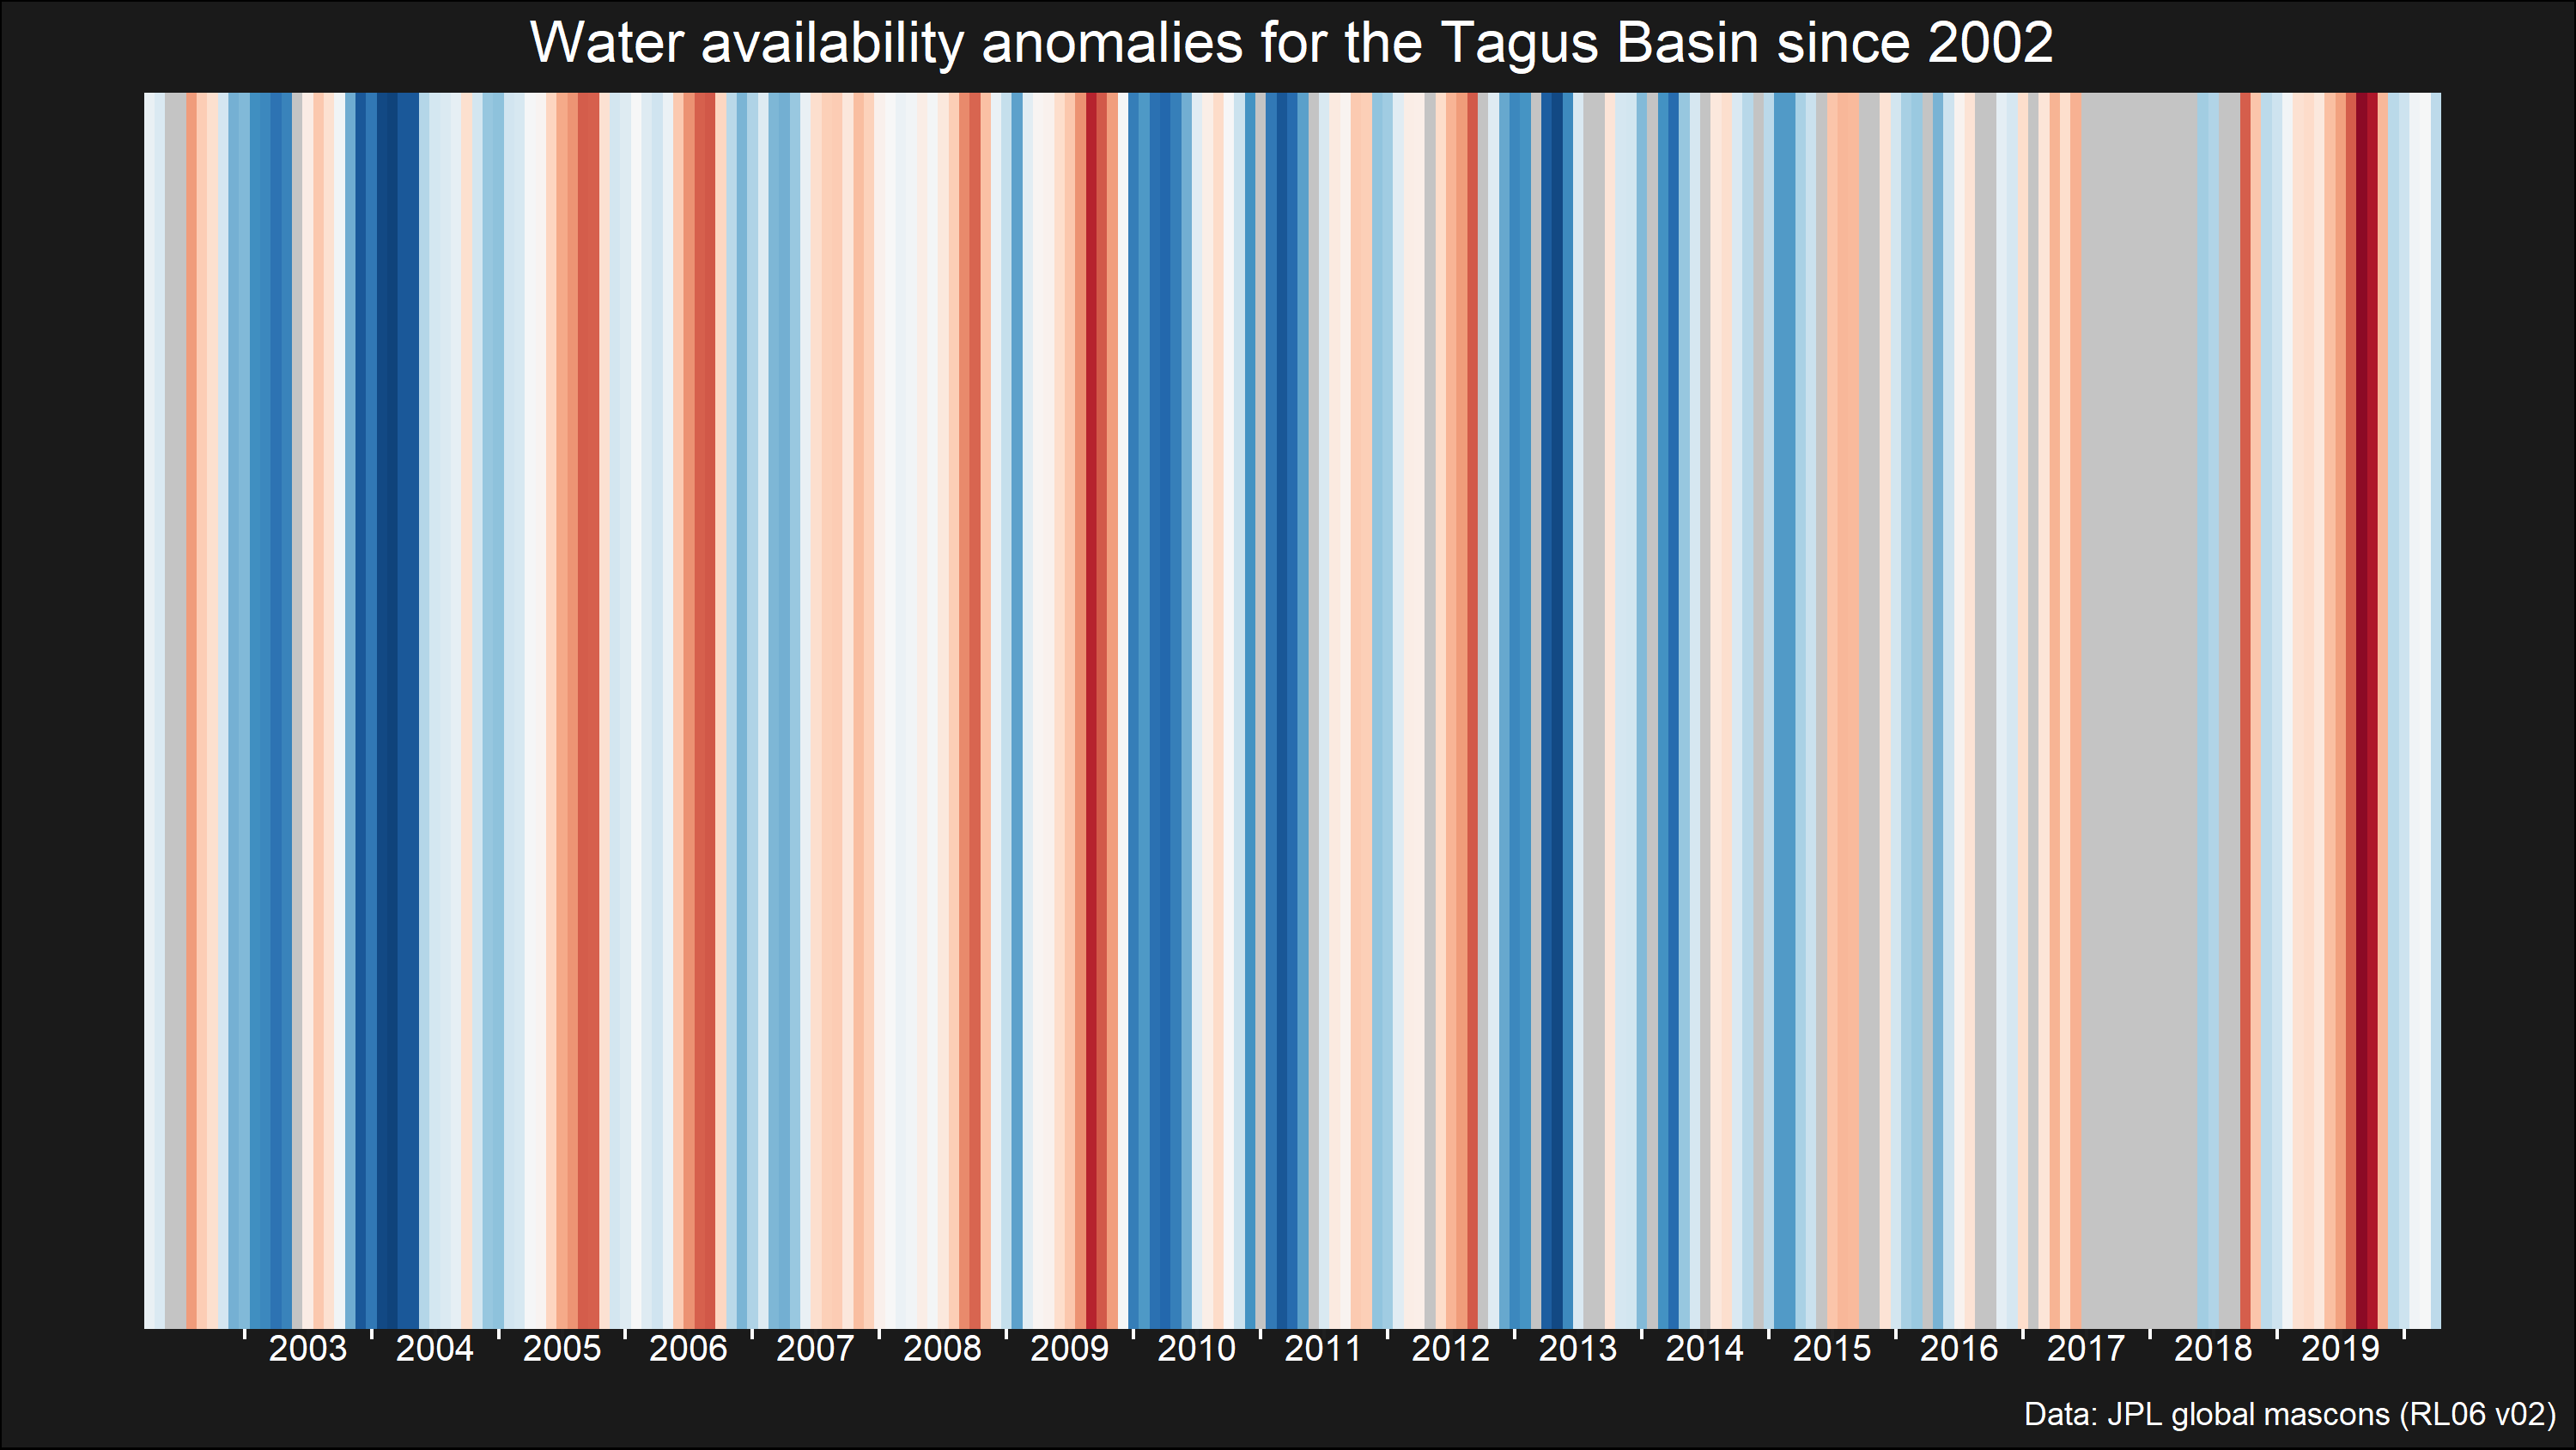 Water availability anomalies for the Tagus Basin since 2002
2003 2004 2005 2006 2007 2008 2009 2010 2011 2012 2013 2014 2015 2016 2017 2018 2019
Data: JPL global mascons (RL06 v02)